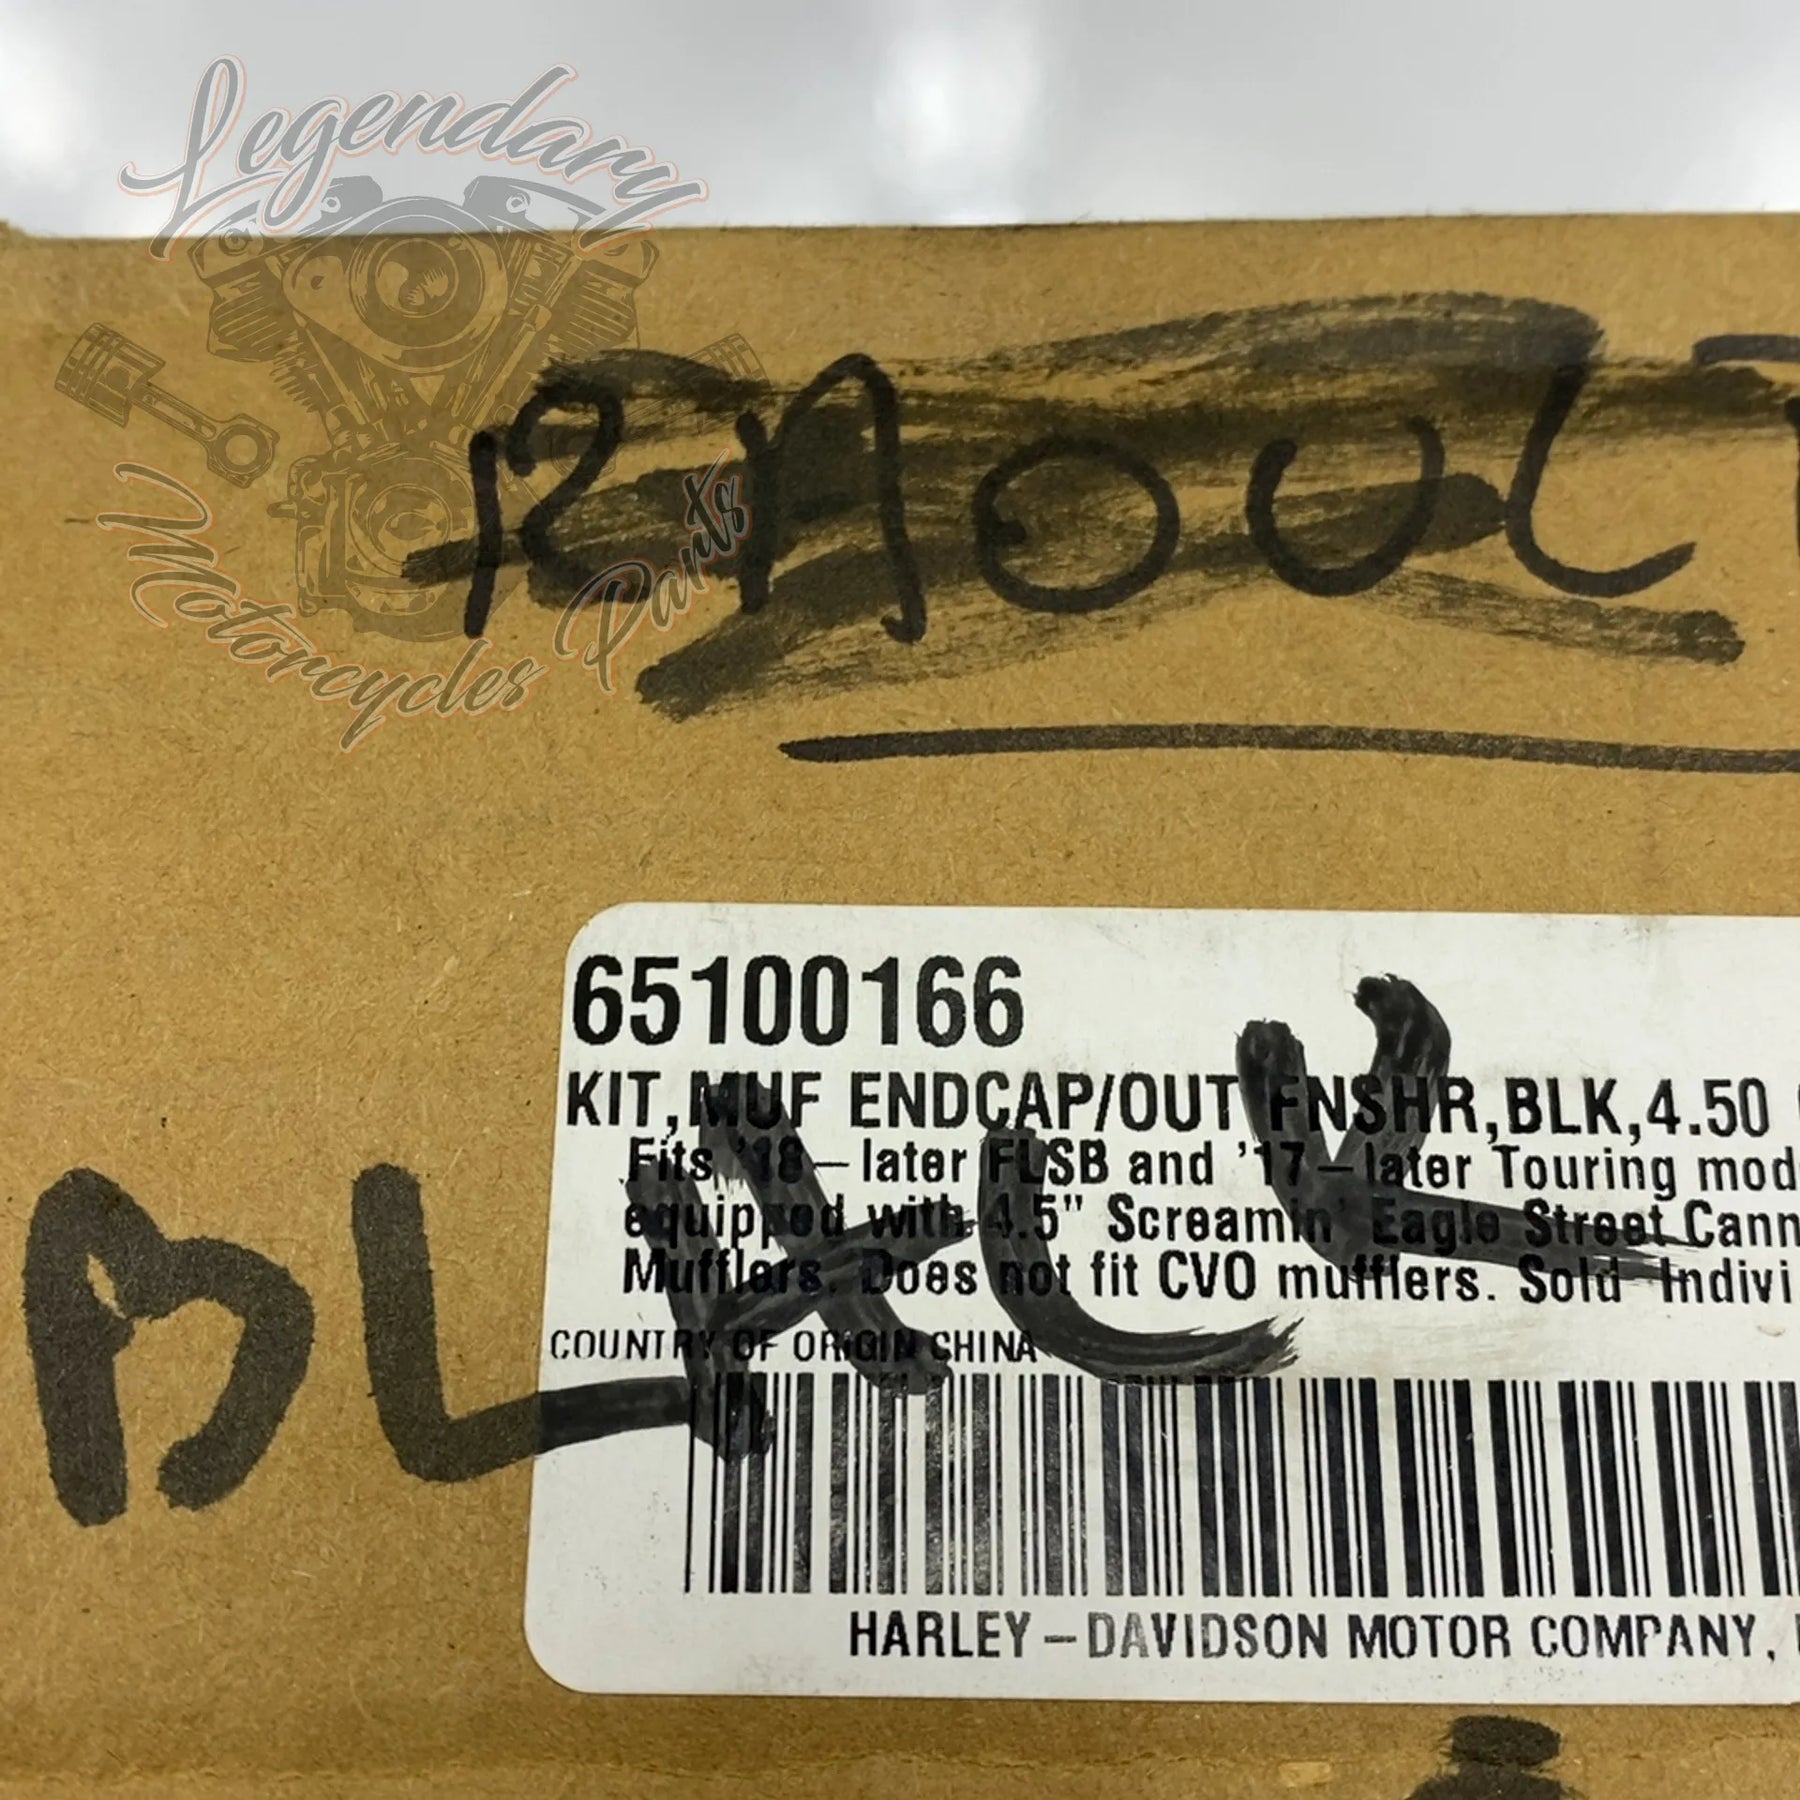 Legendary
Motorcycles Parts
RAOUL
65100166
KIT,MUF ENDCAP/OUT FNSHR,BLK,4.50
Fits '18-later FLSB and '17-later Touring mod
equipped with 4.5" Screamin' Eagle Street Cann
Mufflers. Does not fit CVO mufflers. Sold Indivi
BLACK
COUNTRY OF ORIGIN CHINA
HARLEY-DAVIDSON MOTOR COMPANY,